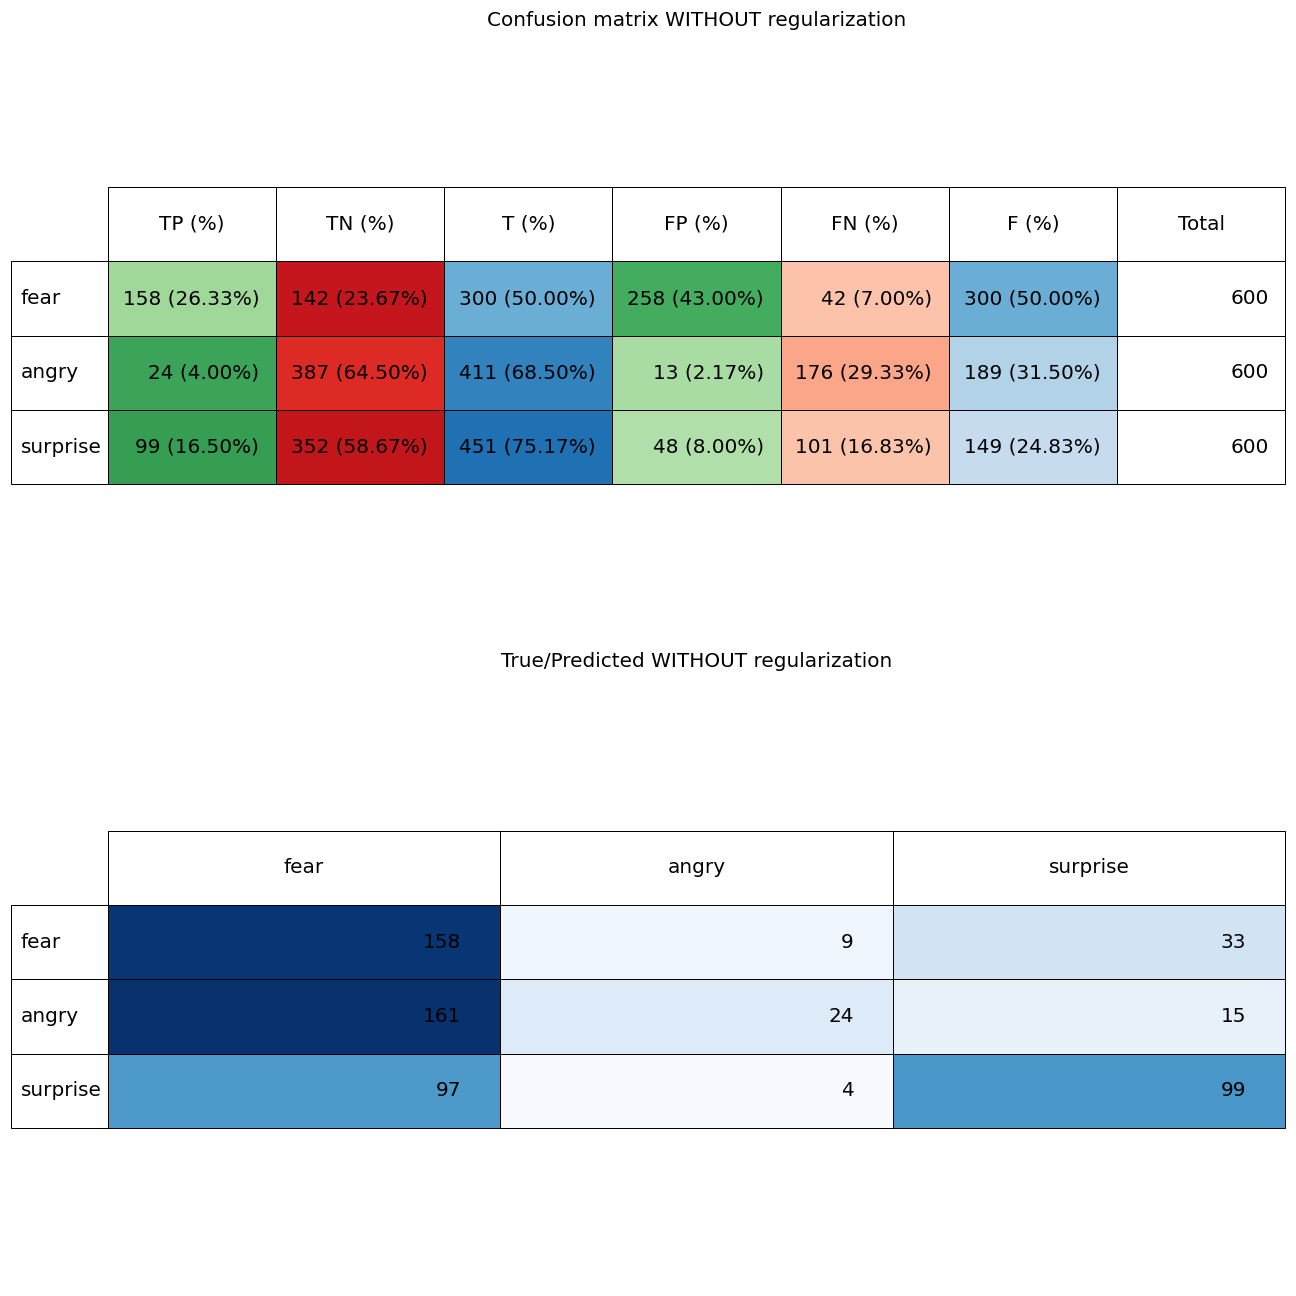 Confusion matrix WITHOUT regularization
TP (%) TN (%) T (%) FP (%) FN (%) F (%) Total
fear 158 (26.33%) 142 (23.67%) 300 (50.00%) 258 (43.00%) 42 (7.00%) 300 (50.00%) 600
angry 24 (4.00%) 387 (64.50%) 411 (68.50%) 13 (2.17%) 176 (29.33%) 189 (31.50%) 600
surprise 99 (16.50%) 352 (58.67%) 451 (75.17%) 48 (8.00%) 101 (16.83%) 149 (24.83%) 600
True/Predicted WITHOUT regularization
fear angry surprise
fear 158 9 33
angry 161 24 15
surprise 97 4 99